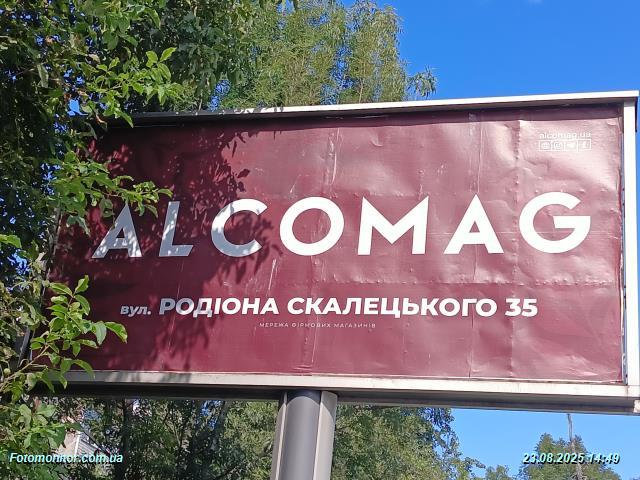 alcomag.ua
ALCOMAG
вул. РОДІОНА СКАЛЕЦЬКОГО 35
МЕРЕЖА ФІРМОВИХ МАГАЗИНІВ
Fotomonitor.com.ua
23.08.2025 14:49